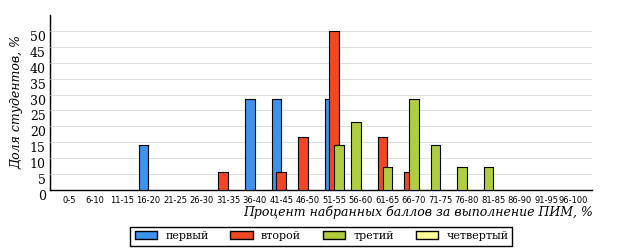 Доля студентов, %
50
45
40
35
30
25
20
15
10
5
0
0-5 6-10 11-15 16-20 21-25 26-30 31-35 36-40 41-45 46-50 51-55 56-60 61-65 66-70 71-75 76-80 81-85 86-90 91-95 96-100
Процент набранных баллов за выполнение ПИМ, %
первый второй третий четвертый